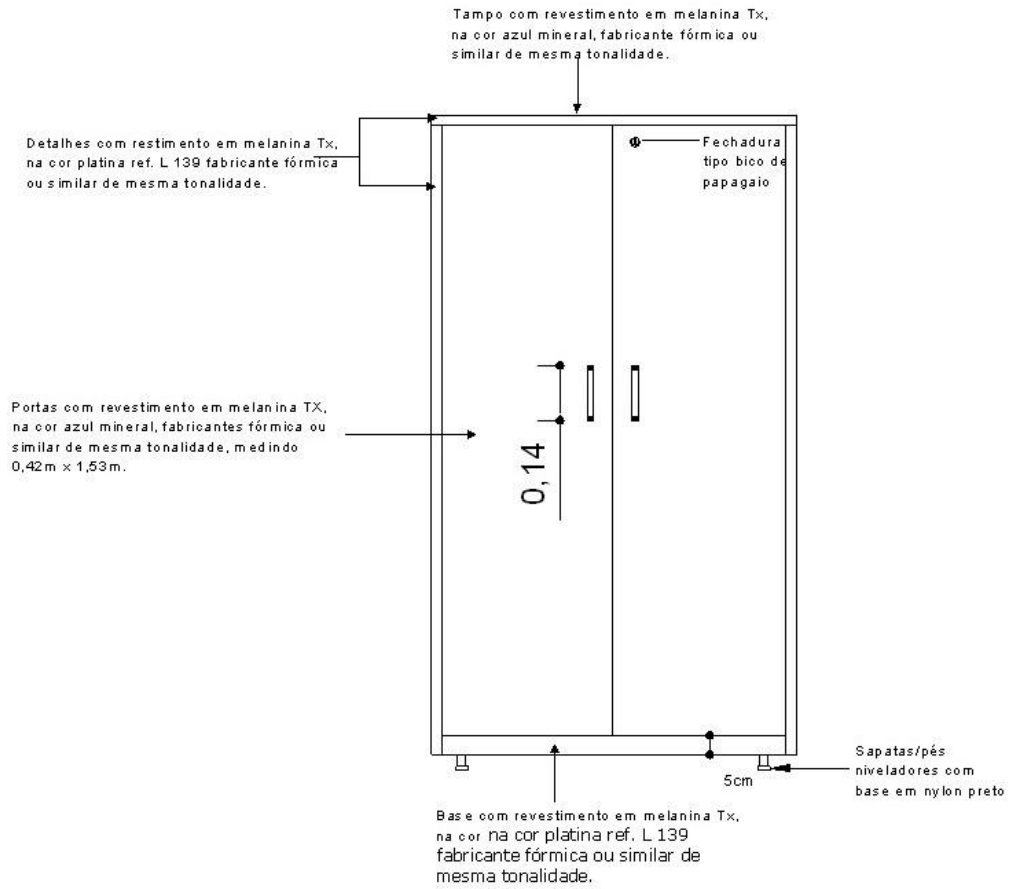 Tampo com revestimento em melanina Tx,
na cor azul mineral, fabricante fórmica ou
similar de mesma tonalidade.
Detalhes com restimento em melanina Tx,
na cor platina ref. L 139 fabricante fórmica
ou similar de mesma tonalidade.
Fechadura
tipo bico de
papagaio
Portas com revestimento em melanina TX,
na cor azul mineral, fabricantes fórmica ou
similar de mesma tonalidade, medindo
0,42m x 1,53m.
0,14
5cm
Sapatas/pés
niveladores com
base em nylon preto
Base com revestimento em melanina Tx,
na cor na cor platina ref. L 139
fabricante fórmica ou similar de
mesma tonalidade.